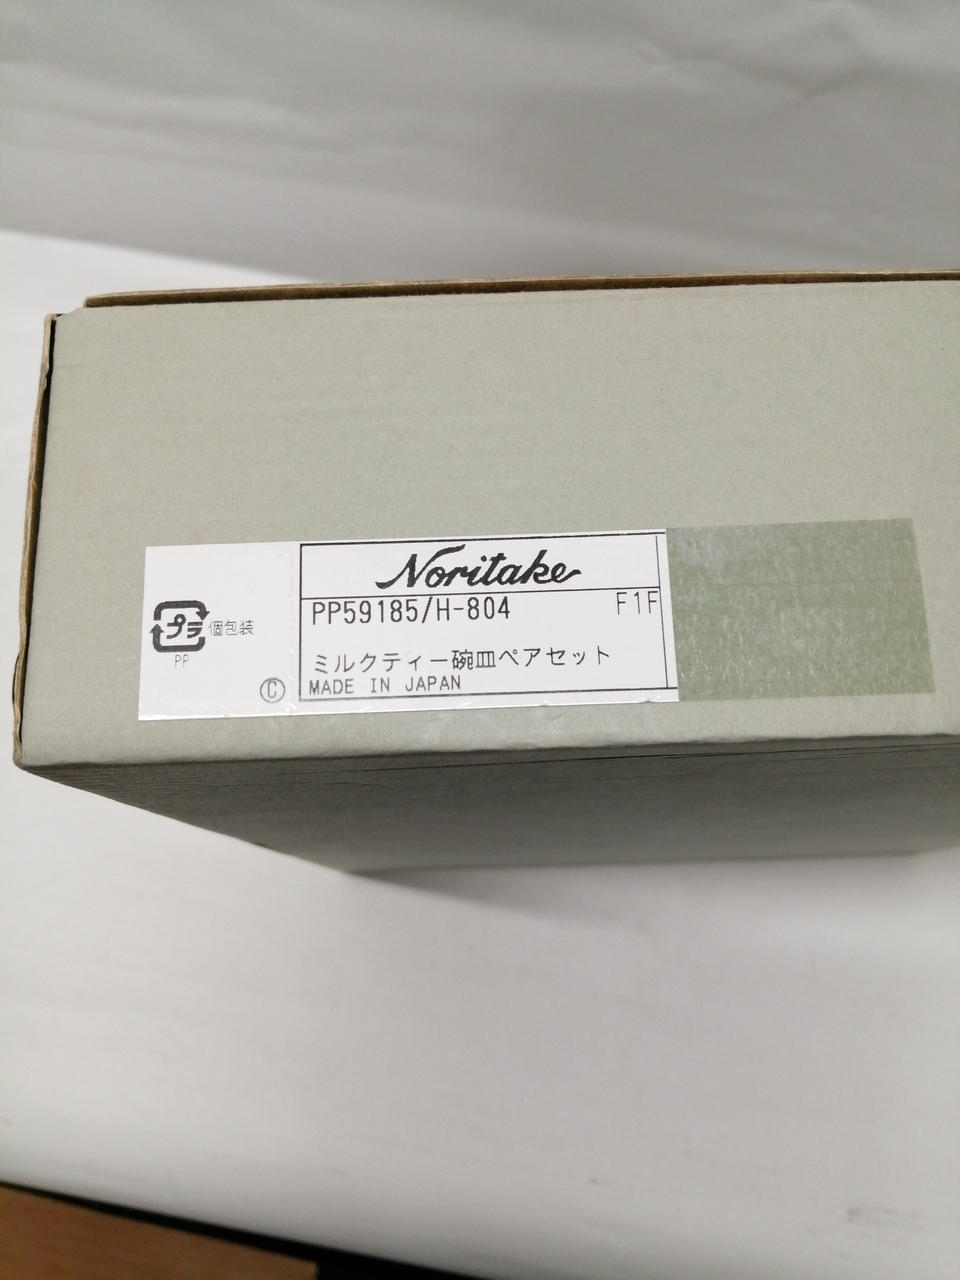 Noritake
PP59185/H-804 F1F
ミルクティー碗皿ペアセット
MADE IN JAPAN
プラ 個包装
PP
©